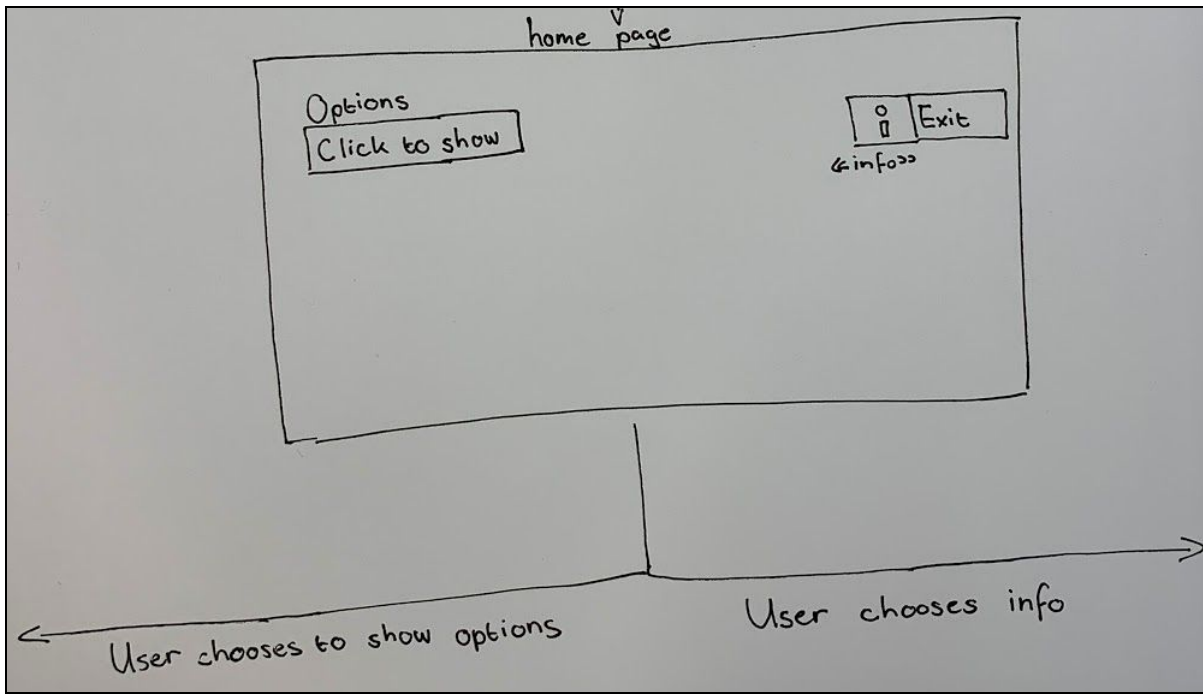 home page
Options
Click to show
Exit
«info»
User chooses to show options
User chooses info